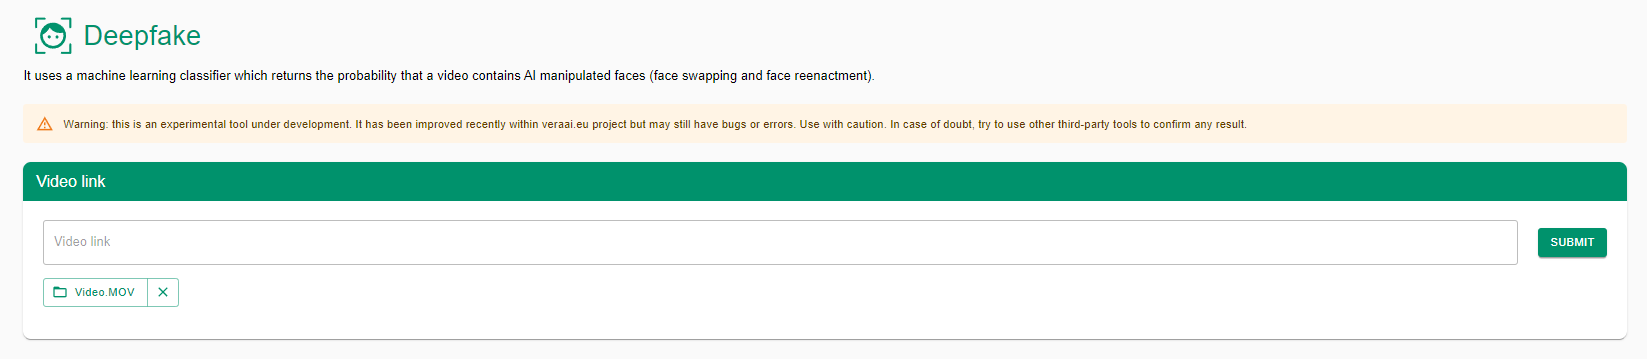 Deepfake
It uses a machine learning classifier which returns the probability that a video contains AI manipulated faces (face swapping and face reenactment).
Warning: this is an experimental tool under development. It has been improved recently within veraai.eu project but may still have bugs or errors. Use with caution. In case of doubt, try to use other third-party tools to confirm any result.
Video link
Video link
SUBMIT
Video.MOV